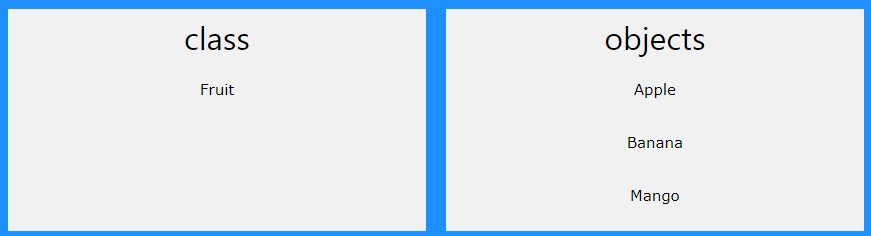 class
Fruit
objects
Apple
Banana
Mango